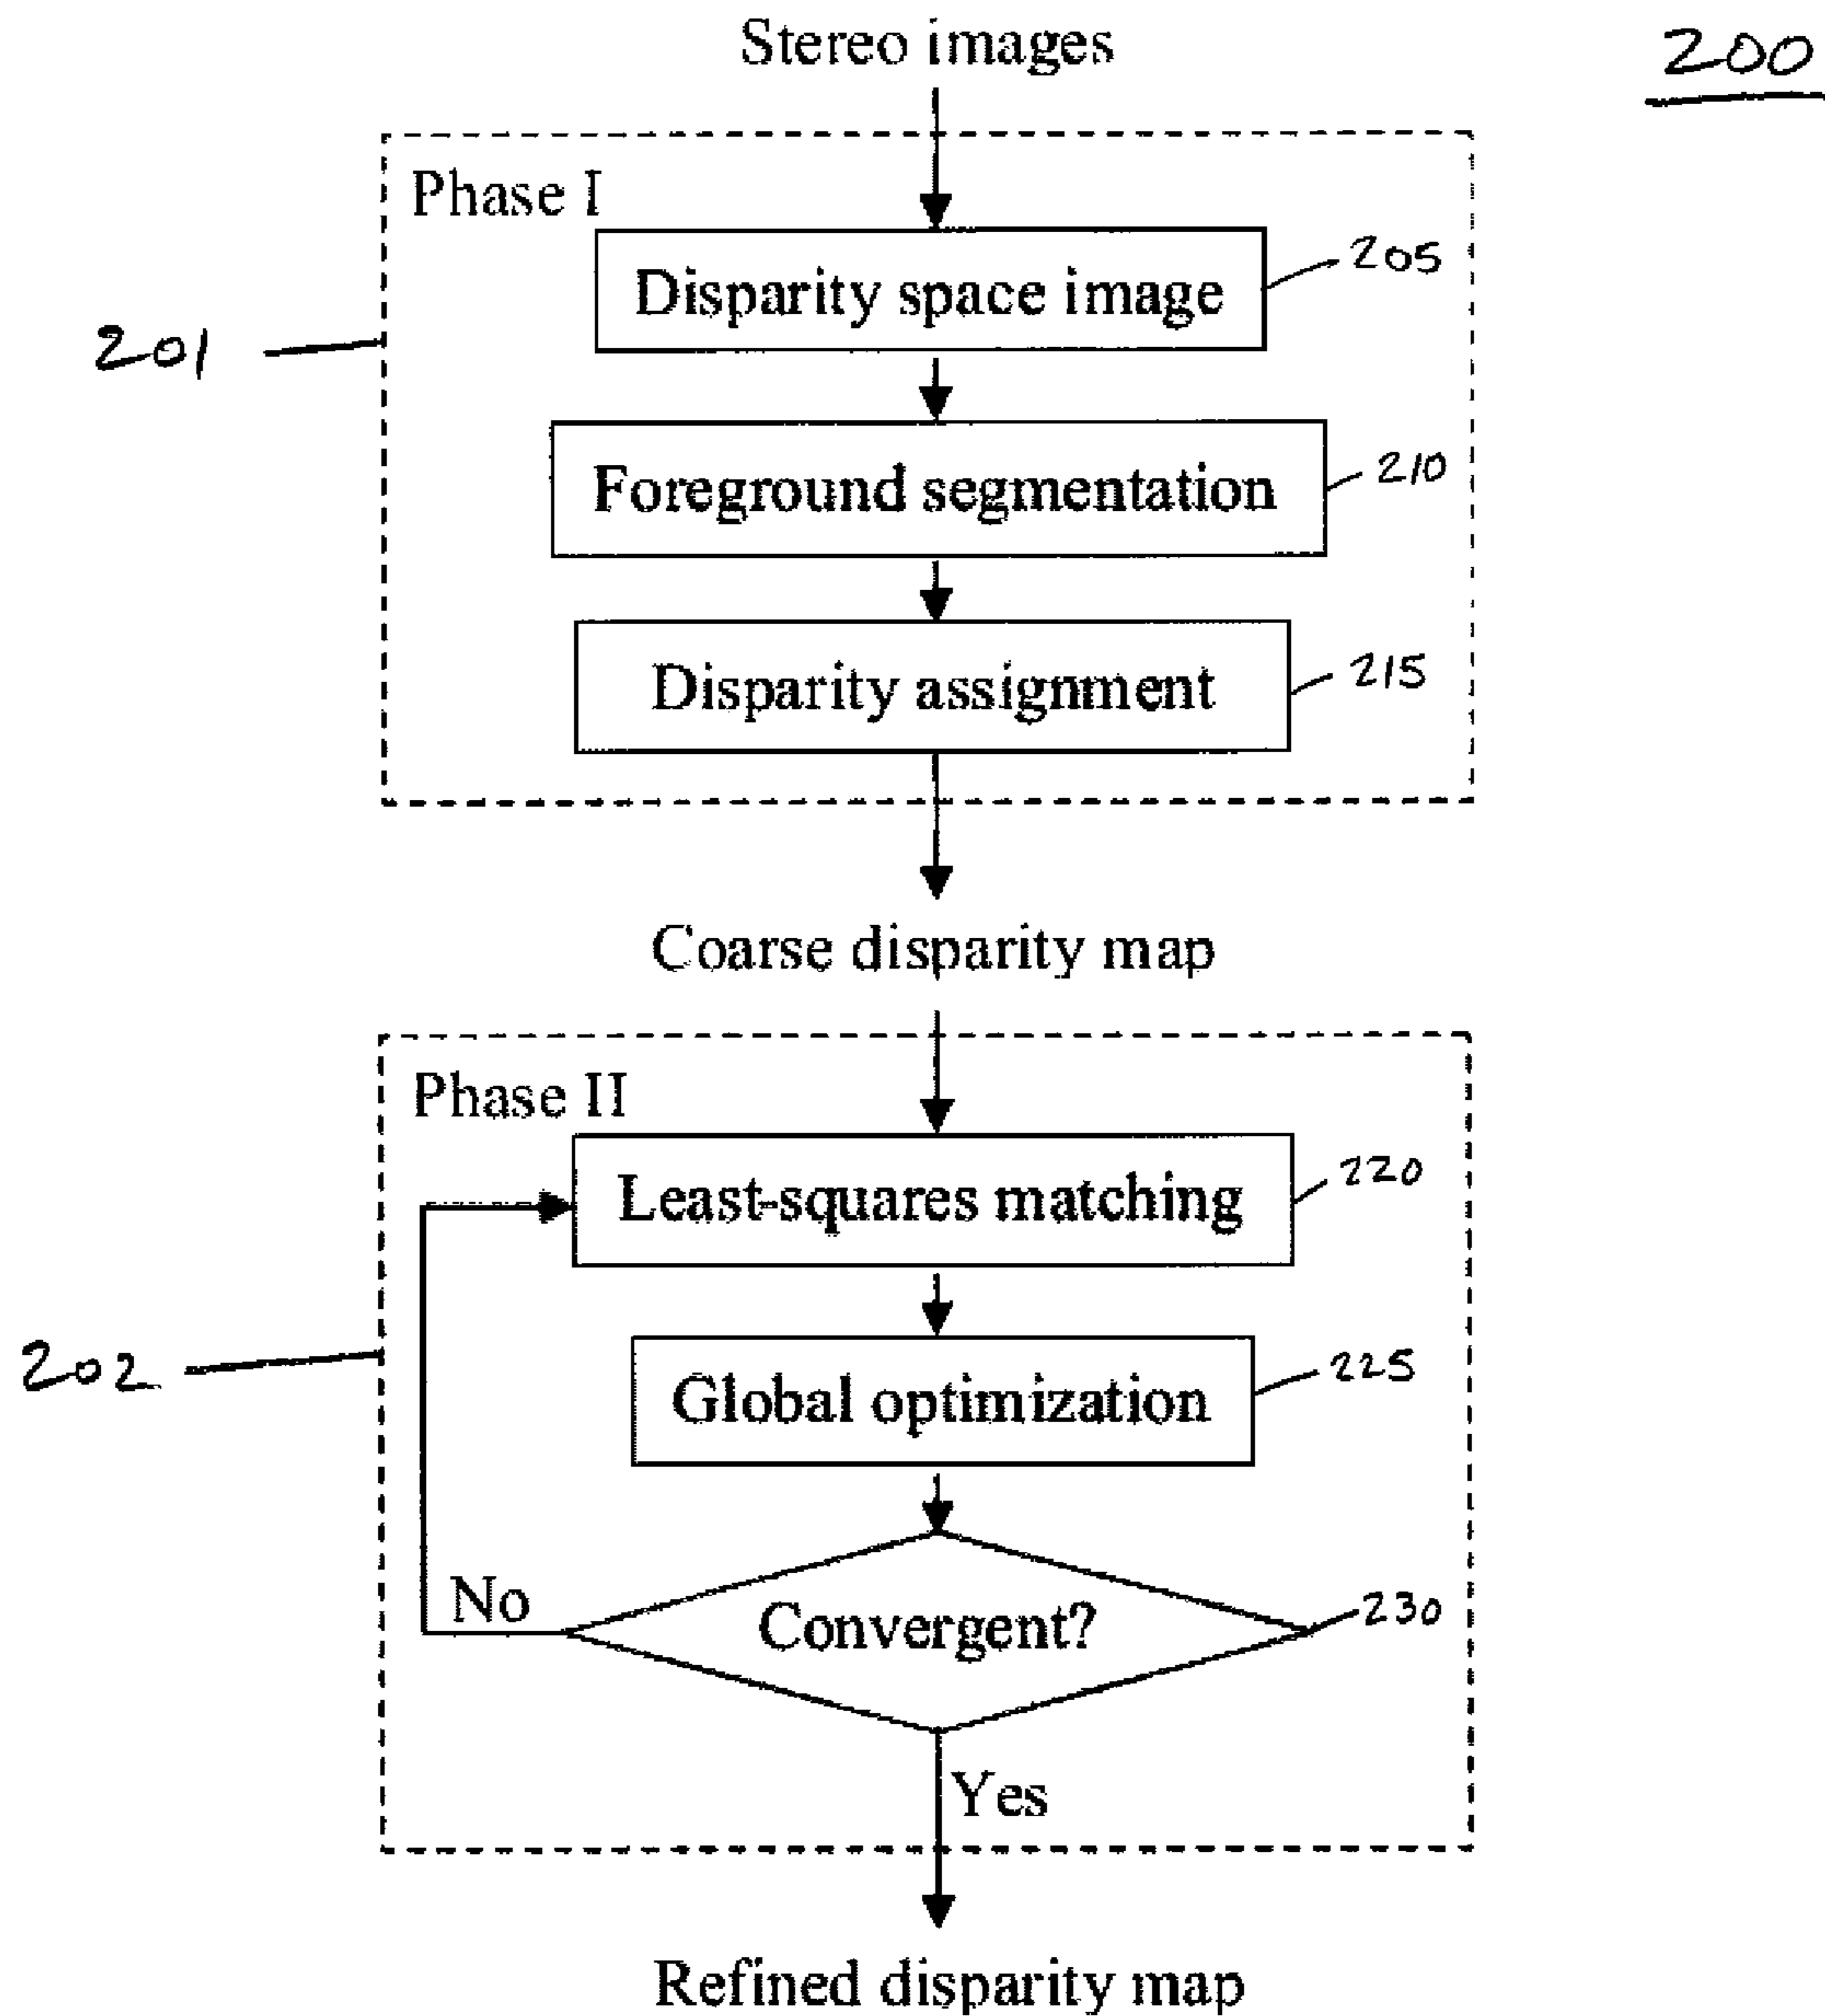 Stereo images
200
Phase I
Disparity space image
205
201
Foreground segmentation
210
Disparity assignment
215
Coarse disparity map
Phase II
Least-squares matching
220
202
Global optimization
225
No
Convergent?
230
Yes
Refined disparity map